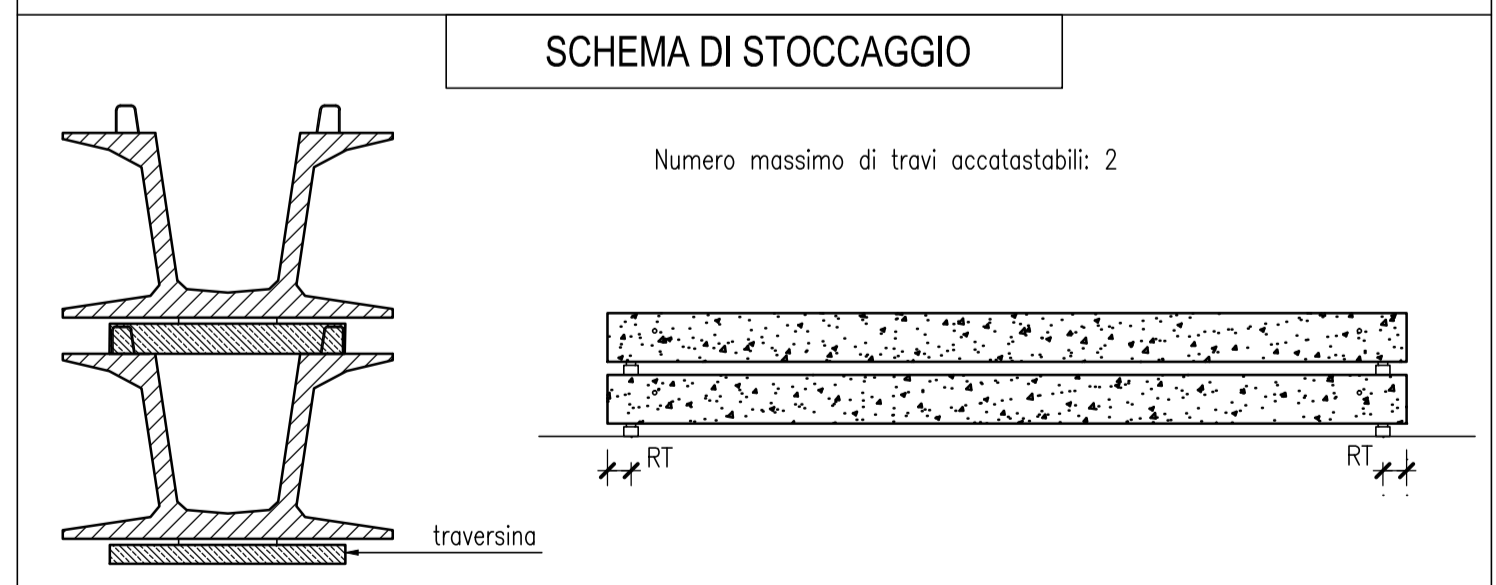 SCHEMA DI STOCCAGGIO
Numero massimo di travi accatastabili: 2
RT
RT
traversina